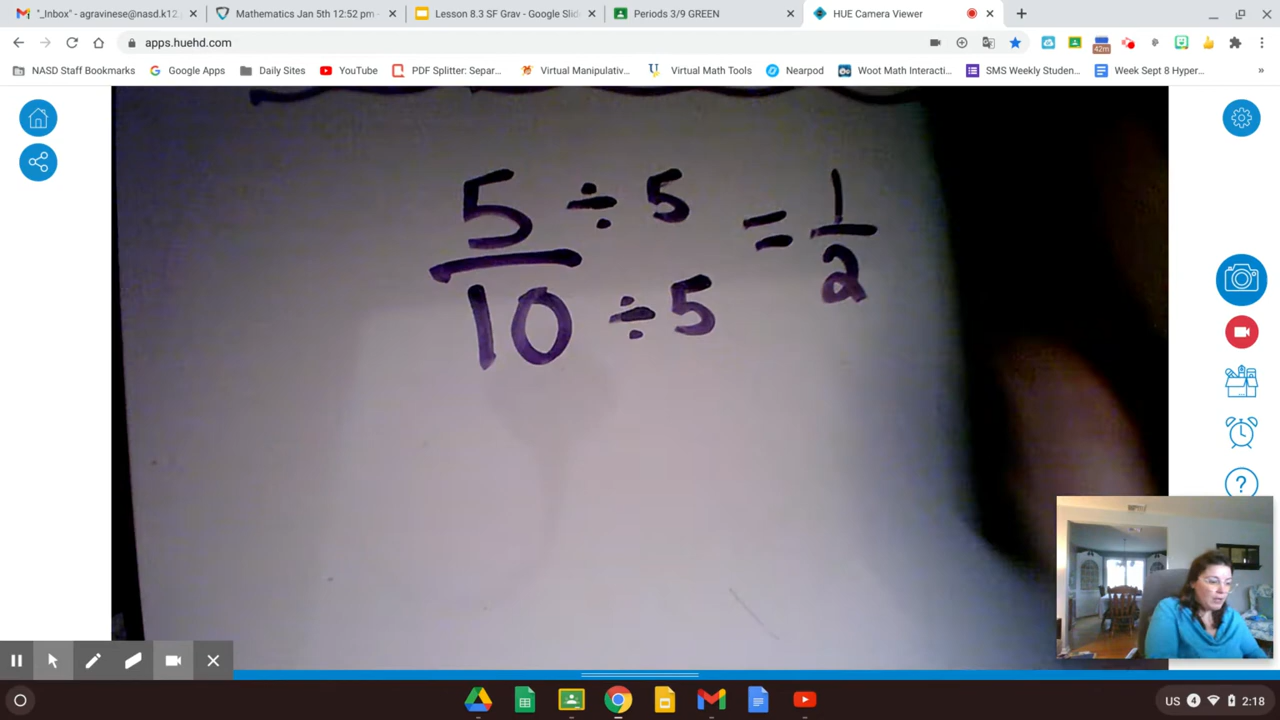 "_Inbox" - agravinese@nasd.k12. Mathematics Jan 5th 12:52 pm - Lesson 8.3 SF Grav - Google Slid Periods 3/9 GREEN HUE Camera Viewer
apps.huehd.com 42m
NASD Staff Bookmarks Google Apps Daily Sites YouTube PDF Splitter: Separ... Virtual Manipulativ... Virtual Math Tools Nearpod Woot Math Interacti... SMS Weekly Studen... Week Sept 8 Hyper... »
5 ÷ 5 = 1
10 ÷ 5 2
?
US 4 2:18